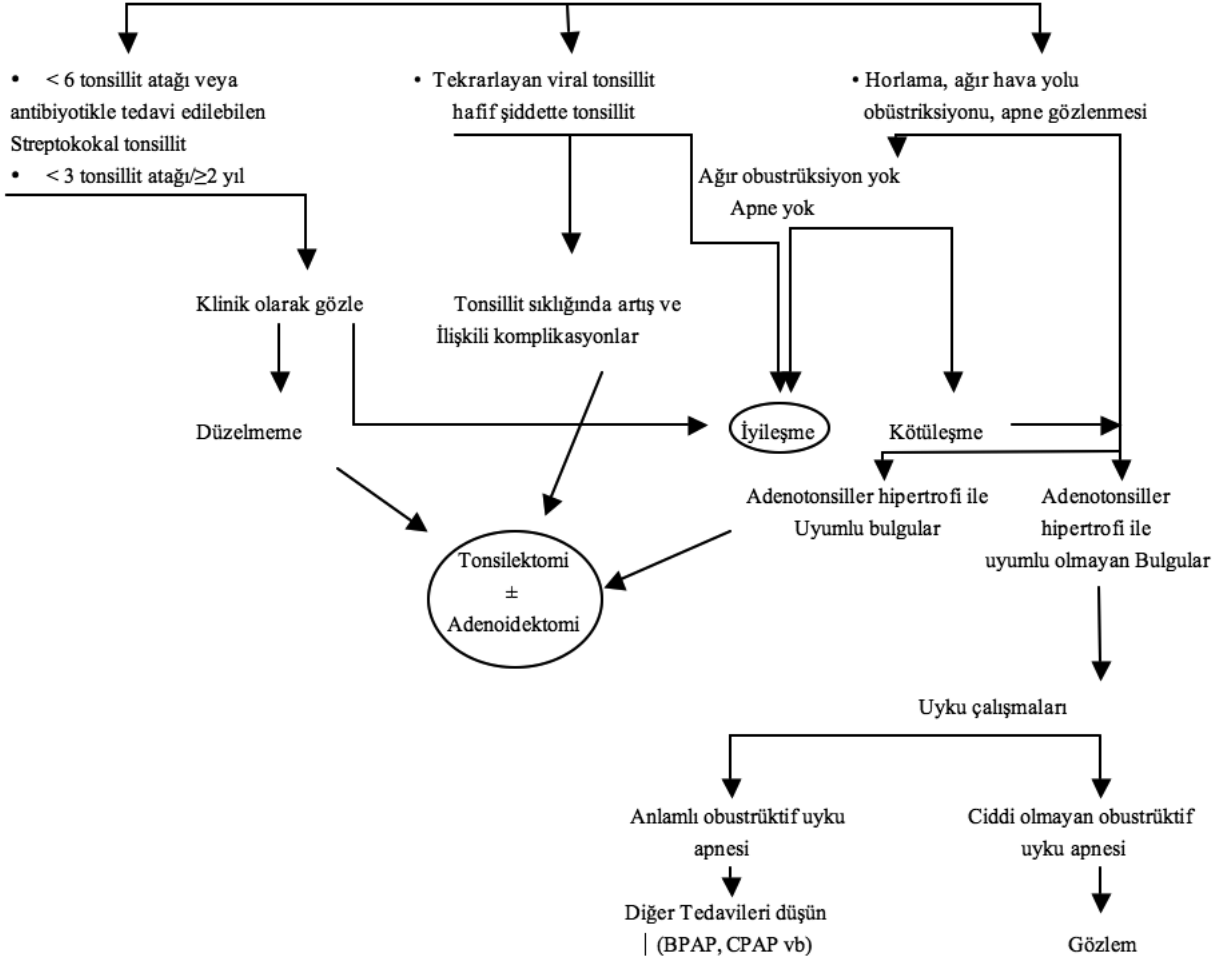 • < 6 tonsillit atağı veya
antibiyotikle tedavi edilebilen
Streptokokal tonsillit
• < 3 tonsillit atağı/≥2 yıl
• Tekrarlayan viral tonsillit
hafif şiddette tonsillit
• Horlama, ağır hava yolu
obüstriksiyonu, apne gözlenmesi
Ağır obustrüksiyon yok
Apne yok
Klinik olarak gözle
Tonsillit sıklığında artış ve
İlişkili komplikasyonlar
Düzelmeme
İyileşme
Kötüleşme
Adenotonsiller hipertrofi ile
Uyumlu bulgular
Adenotonsiller
hipertrofi ile
uyumlu olmayan Bulgular
Tonsilektomi
±
Adenoidektomi
Uyku çalışmaları
Anlamlı obustrüktif uyku
apnesi
Ciddi olmayan obustrüktif
uyku apnesi
Diğer Tedavileri düşün
(BPAP, CPAP vb)
Gözlem